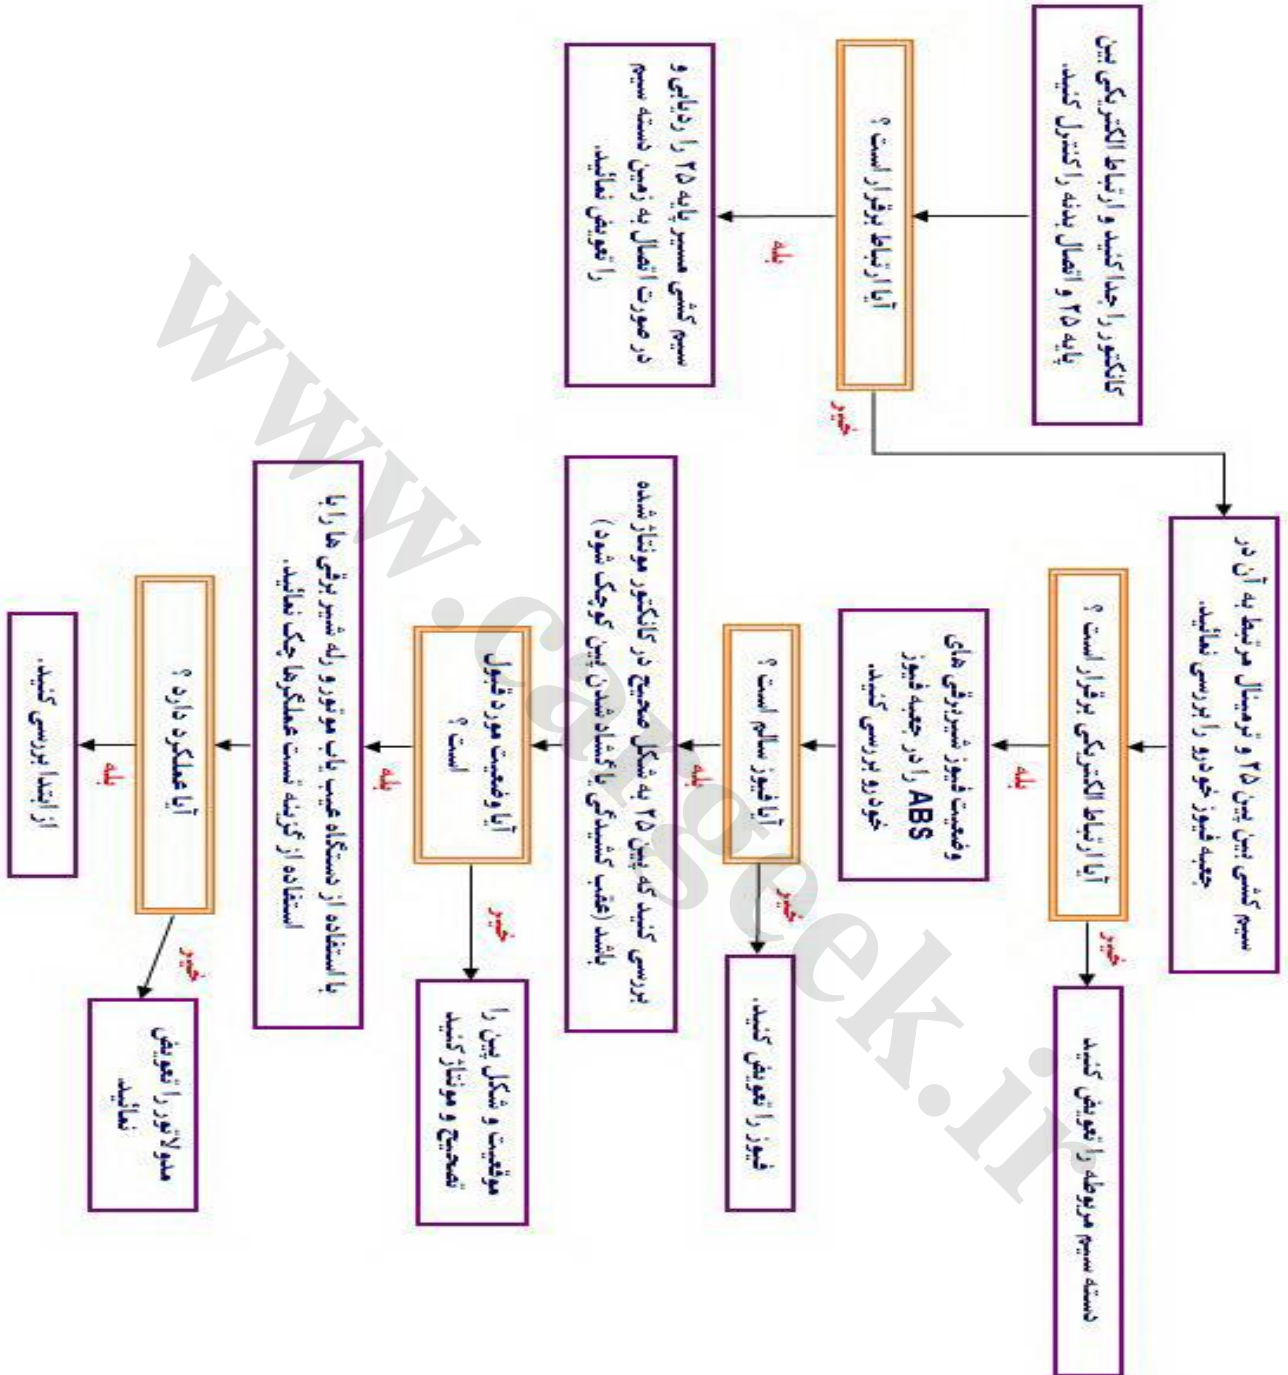 کانکتور را جدا کنید و ارتباط الکتریکی بین
پایه ۲۵ و اتصال بدنه را کنترل کنید.
آیا ارتباط برقرار است ؟
بله
خیر
سیم کشی مسیر پایه ۲۵ را ردیابی و
در صورت اتصال به زمین دسته سیم
را تعویض نمائید.
سیم کشی بین پین ۲۵ و ترمینال مرتبط به آن در
جعبه فیوز خودرو را بررسی نمائید.
آیا ارتباط الکتریکی برقرار است ؟
خیر
دسته سیم مربوطه را تعویض کنید
بله
وضعیت فیوز شیربرقی های
ABS را در جعبه فیوز
خودرو بررسی کنید.
آیا فیوز سالم است ؟
خیر
فیوز را تعویض کنید.
بله
بررسی کنید که پین ۲۵ به شکل صحیح در کانکتور مونتاژ شده
باشد (عقب کشیدگی یا گشاد شدن پین کوچک شود)
آیا وضعیت مورد قبول
است ؟
خیر
موقعیت و شکل پین را
تصحیح و مونتاژ کنید
بله
با استفاده از دستگاه عیب یاب موتور و رله شیر برقی ها را با
استفاده از گزینه تست عملگرها چک نمائید.
آیا عملکرد دارد ؟
خیر
مدولاتور را تعویض
نمائید.
بله
از ابتدا بررسی کنید.
www.cargeek.ir